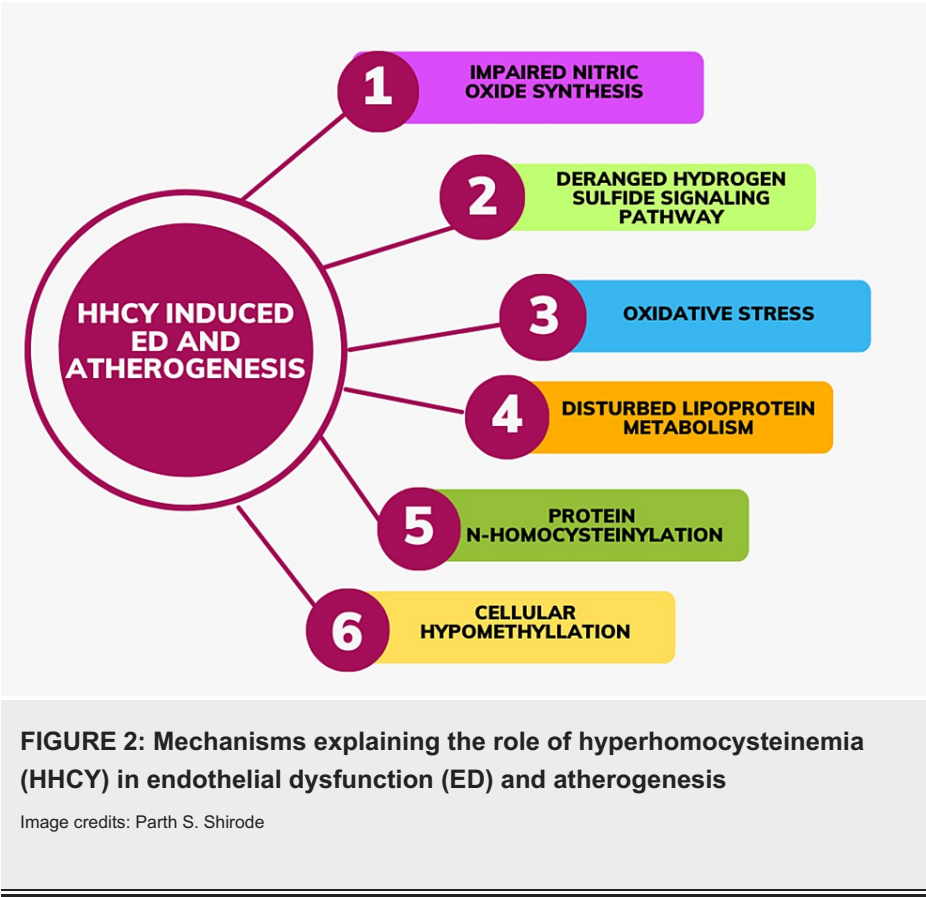 1
IMPAIRED NITRIC
OXIDE SYNTHESIS
2
DERANGED HYDROGEN
SULFIDE SIGNALING
PATHWAY
HHCY INDUCED
ED AND
ATHEROGENESIS
3
OXIDATIVE STRESS
4
DISTURBED LIPOPROTEIN
METABOLISM
5
PROTEIN
N-HOMOCYSTEINYLATION
6
CELLULAR
HYPOMETHYLLATION
FIGURE 2: Mechanisms explaining the role of hyperhomocysteinemia
(HHCY) in endothelial dysfunction (ED) and atherogenesis
Image credits: Parth S. Shirode